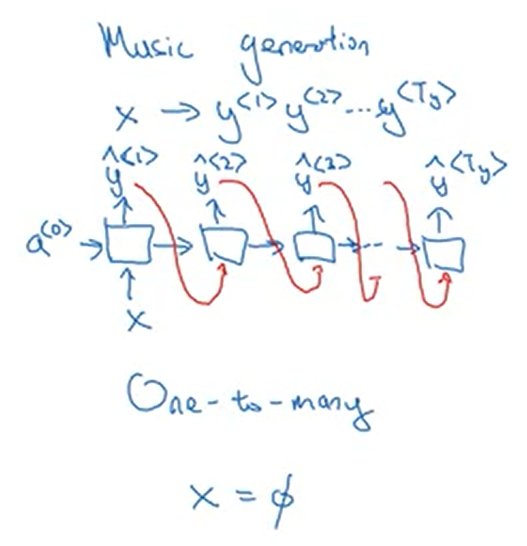 Music generation
x → y<1> y<2> ... y<Ty>
ŷ<1> ŷ<2> ŷ<3> ŷ<Ty>
a<0>
x
One-to-many
x = ϕ